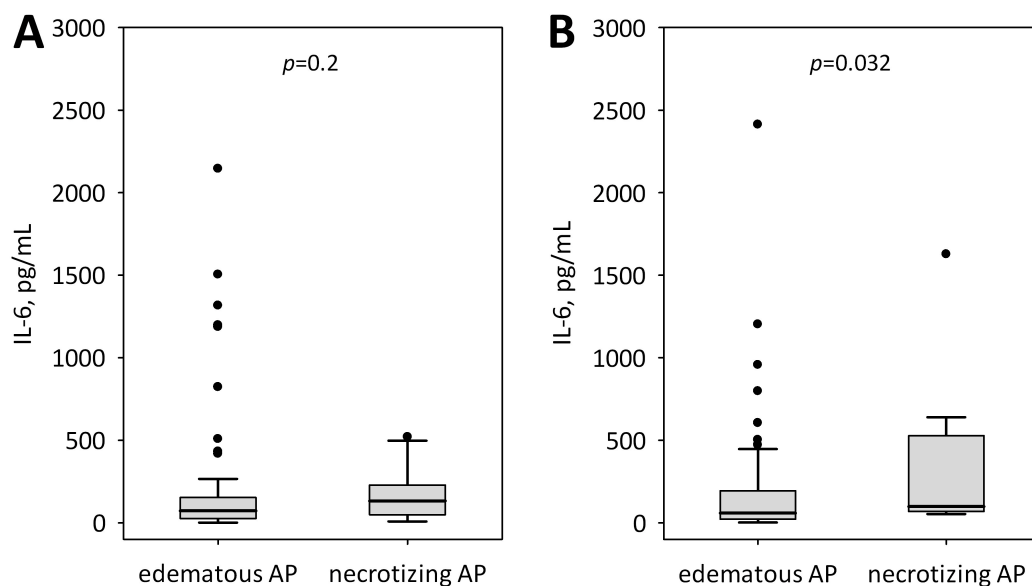 A
p=0.2
IL-6, pg/mL
3000
2500
2000
1500
1000
500
0
edematous AP
necrotizing AP
B
p=0.032
IL-6, pg/mL
3000
2500
2000
1500
1000
500
0
edematous AP
necrotizing AP